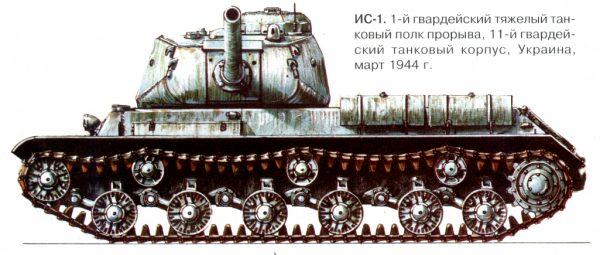 ИС-1. 1-й гвардейский тяжелый тан-
ковый полк прорыва, 11-й гвардей-
ский танковый корпус, Украина,
март 1944 г.